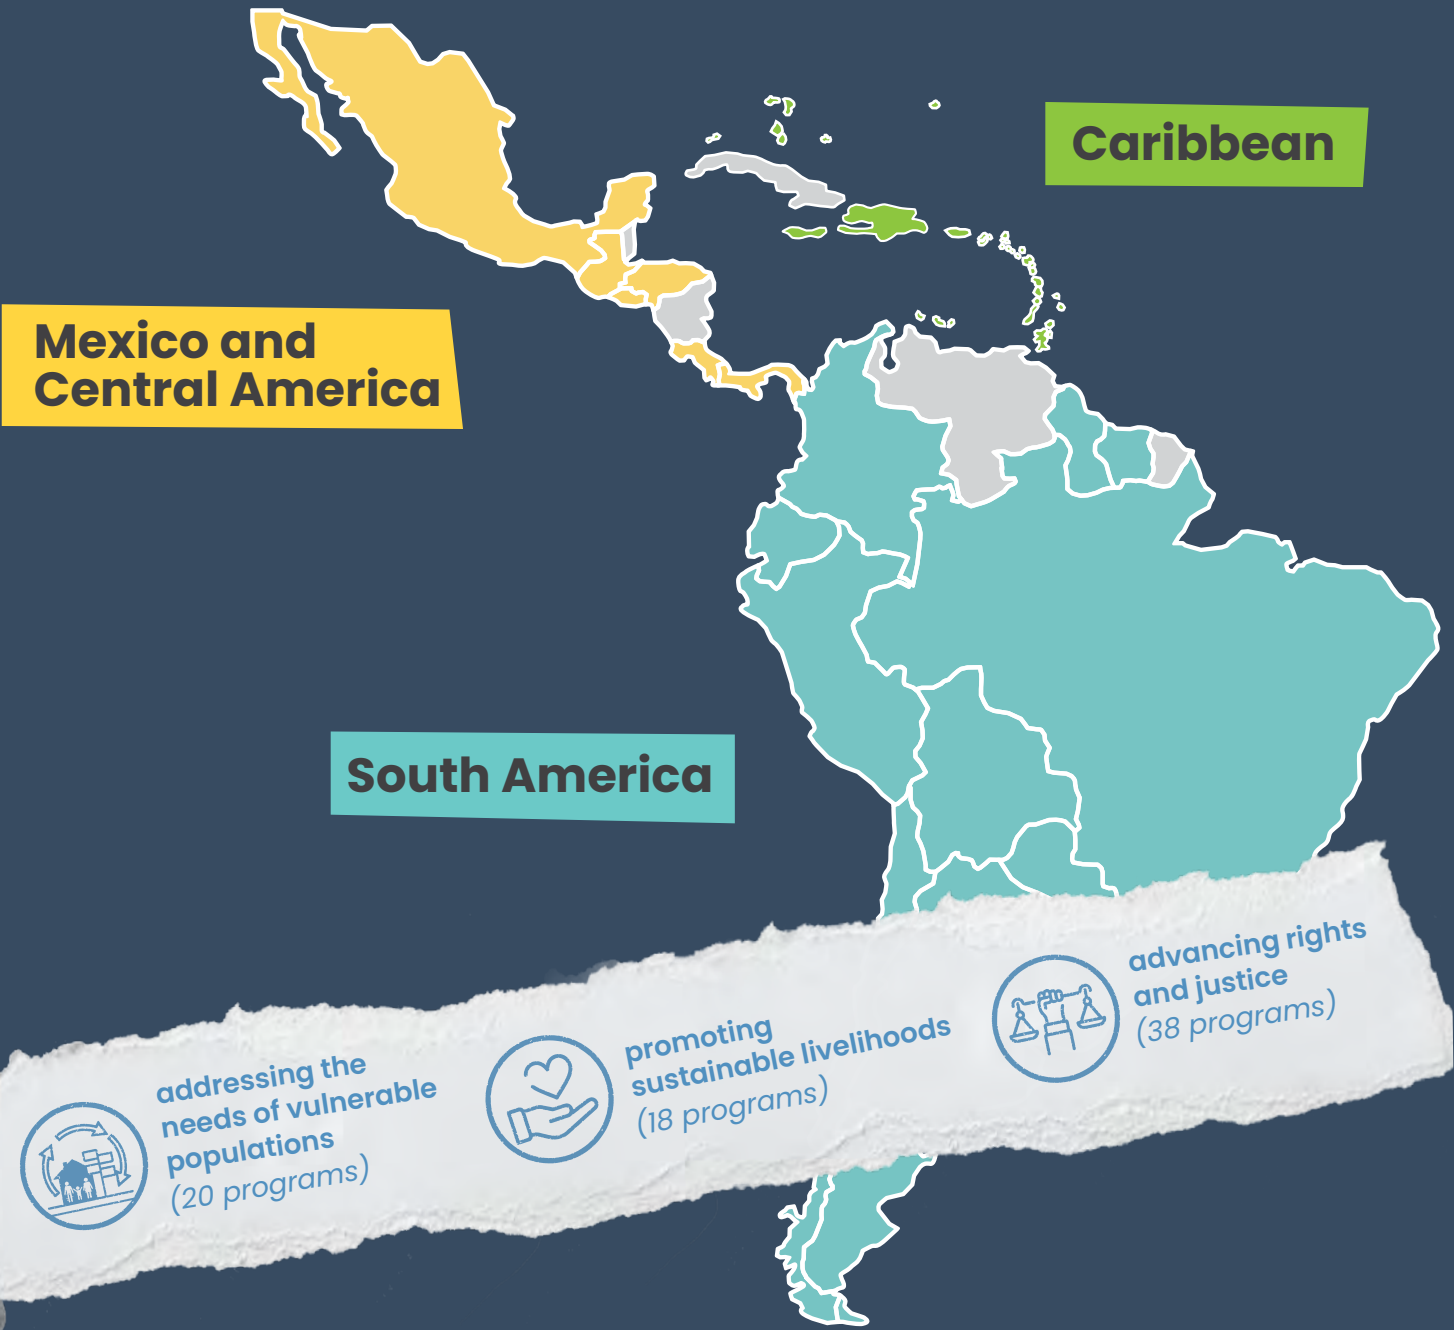 Caribbean
Mexico and
Central America
South America
addressing the
needs of vulnerable
populations
(20 programs)
promoting
sustainable livelihoods
(18 programs)
advancing rights
and justice
(38 programs)